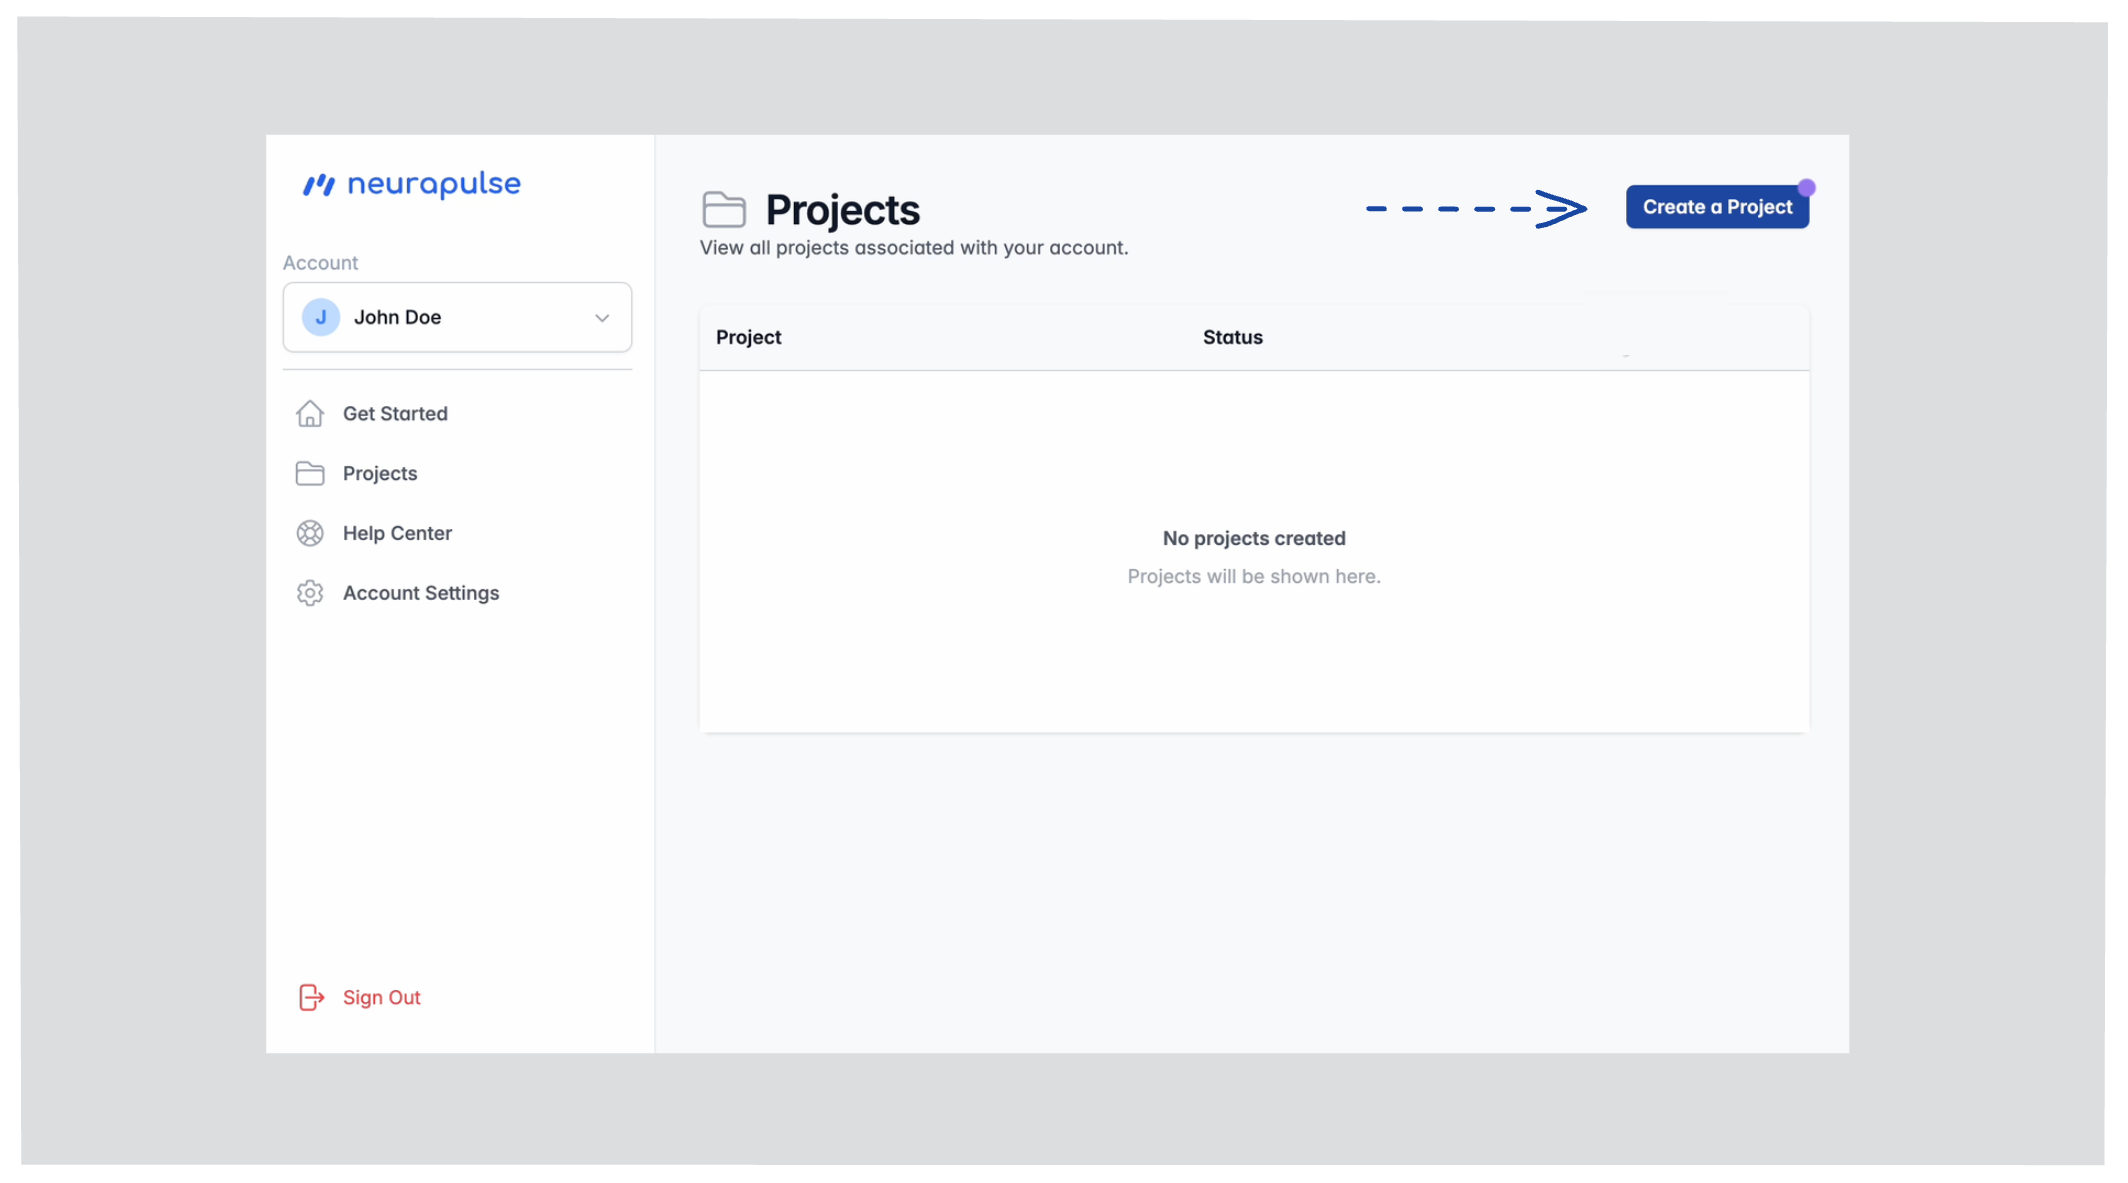 neurapulse
Account
J John Doe
Get Started
Projects
Help Center
Account Settings
Sign Out
Projects
View all projects associated with your account.
Create a Project
Project Status
No projects created
Projects will be shown here.